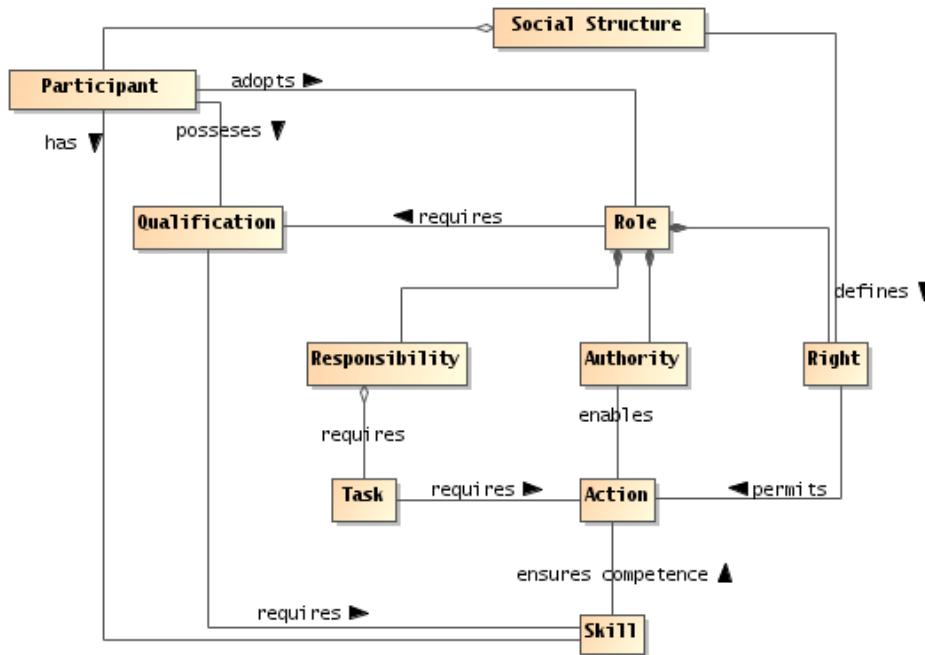 Social Structure
Participant
adopts
has
posseses
Qualification
requires
Role
defines
Responsibility
Authority
Right
enables
requires
Task
requires
Action
permits
ensures competence
requires
Skill